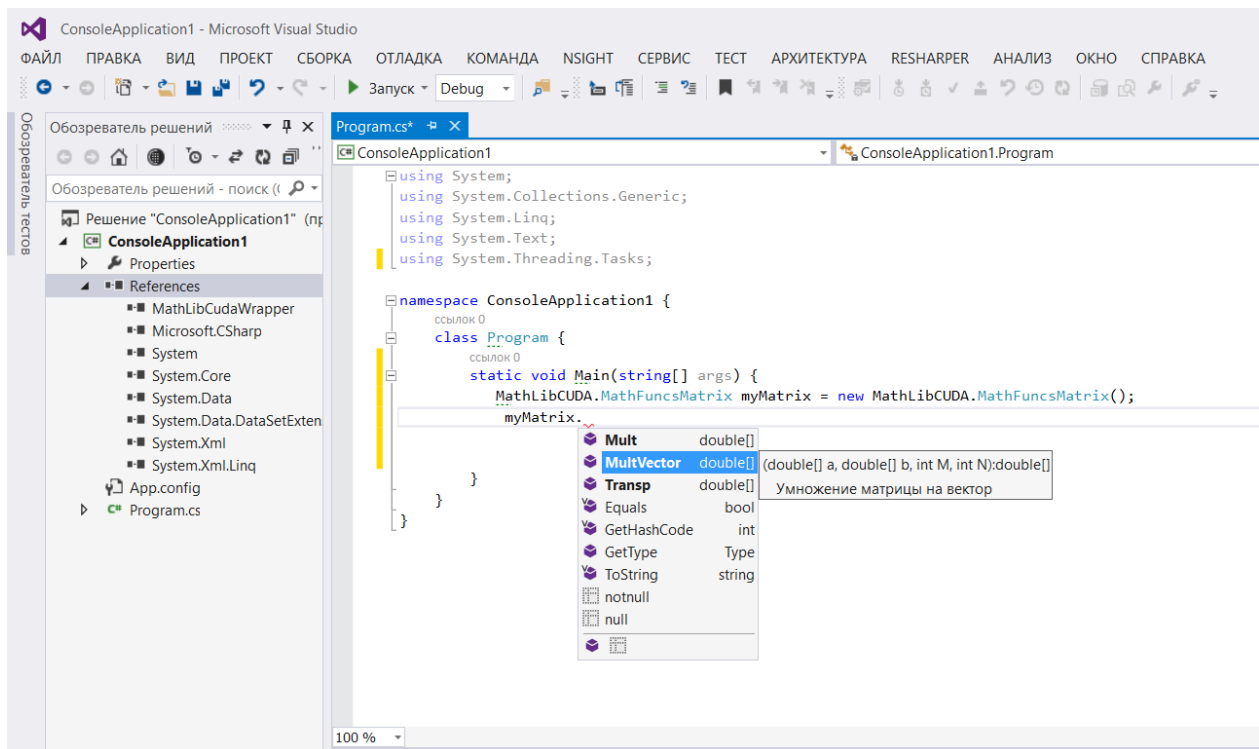 ConsoleApplication1 - Microsoft Visual Studio
ФАЙЛ ПРАВКА ВИД ПРОЕКТ СБОРКА ОТЛАДКА КОМАНДА NSIGHT СЕРВИС ТЕСТ АРХИТЕКТУРА RESHARPER АНАЛИЗ ОКНО СПРАВКА
Запуск Debug
Обозреватель тестов
Обозреватель решений
Обозреватель решений - поиск (
Решение "ConsoleApplication1" (пр
C# ConsoleApplication1
Properties
References
MathLibCudaWrapper
Microsoft.CSharp
System
System.Core
System.Data
System.Data.DataSetExten
System.Xml
System.Xml.Linq
App.config
C# Program.cs
Program.cs*
C# ConsoleApplication1 ConsoleApplication1.Program
using System;
using System.Collections.Generic;
using System.Linq;
using System.Text;
using System.Threading.Tasks;
namespace ConsoleApplication1 {
ссылок 0
class Program {
ссылок 0
static void Main(string[] args) {
MathLibCUDA.MathFuncsMatrix myMatrix = new MathLibCUDA.MathFuncsMatrix();
myMatrix.
Mult double[]
MultVector double[] (double[] a, double[] b, int M, int N):double[]
Transp double[] Умножение матрицы на вектор
Equals bool
GetHashCode int
GetType Type
ToString string
notnull
null
}
}
}
100 %